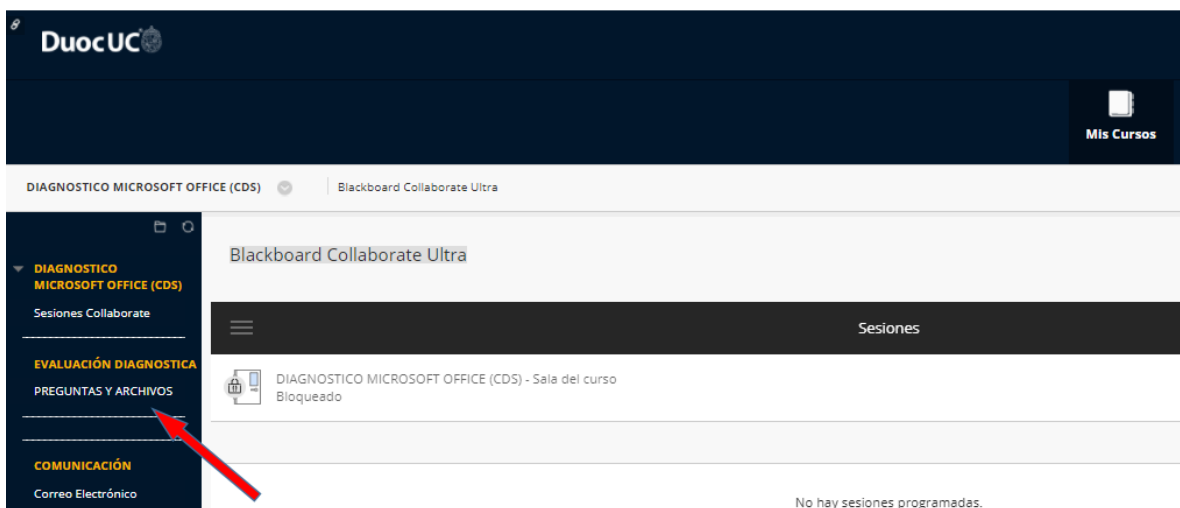 DuocUC
Mis Cursos
DIAGNOSTICO MICROSOFT OFFICE (CDS)
Blackboard Collaborate Ultra
DIAGNOSTICO
MICROSOFT OFFICE (CDS)
Sesiones Collaborate
EVALUACIÓN DIAGNOSTICA
PREGUNTAS Y ARCHIVOS
COMUNICACIÓN
Correo Electrónico
Blackboard Collaborate Ultra
Sesiones
DIAGNOSTICO MICROSOFT OFFICE (CDS) - Sala del curso
Bloqueado
No hay sesiones programadas.